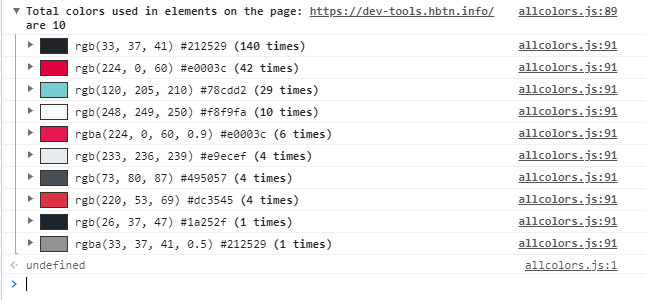 Total colors used in elements on the page: https://dev-tools.hbtn.info/ allcolors.js:89
are 10
rgb(33, 37, 41) #212529 (140 times) allcolors.js:91
rgb(224, 0, 60) #e0003c (42 times) allcolors.js:91
rgb(120, 205, 210) #78cdd2 (29 times) allcolors.js:91
rgb(248, 249, 250) #f8f9fa (10 times) allcolors.js:91
rgba(224, 0, 60, 0.9) #e0003c (6 times) allcolors.js:91
rgb(233, 236, 239) #e9ecef (4 times) allcolors.js:91
rgb(73, 80, 87) #495057 (4 times) allcolors.js:91
rgb(220, 53, 69) #dc3545 (4 times) allcolors.js:91
rgb(26, 37, 47) #1a252f (1 times) allcolors.js:91
rgba(33, 37, 41, 0.5) #212529 (1 times) allcolors.js:91
undefined allcolors.js:1